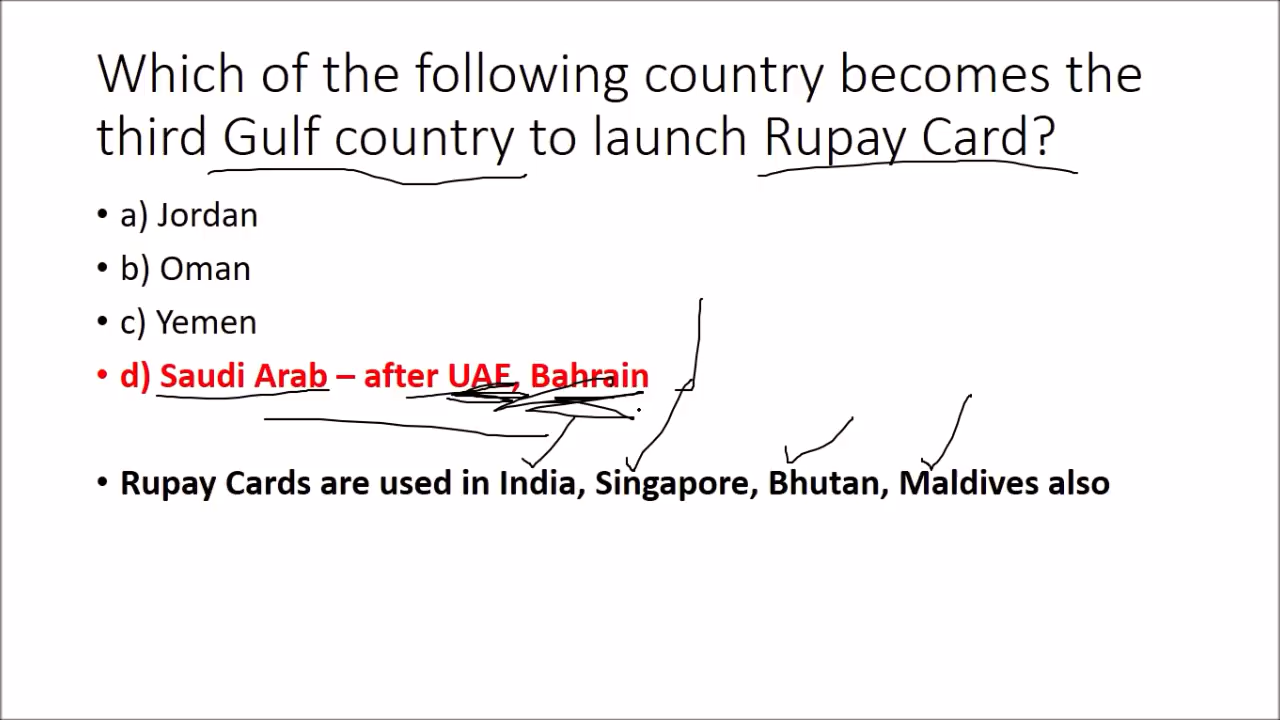 Which of the following country becomes the
third Gulf country to launch Rupay Card?
• a) Jordan
• b) Oman
• c) Yemen
• d) Saudi Arab – after UAE, Bahrain
• Rupay Cards are used in India, Singapore, Bhutan, Maldives also